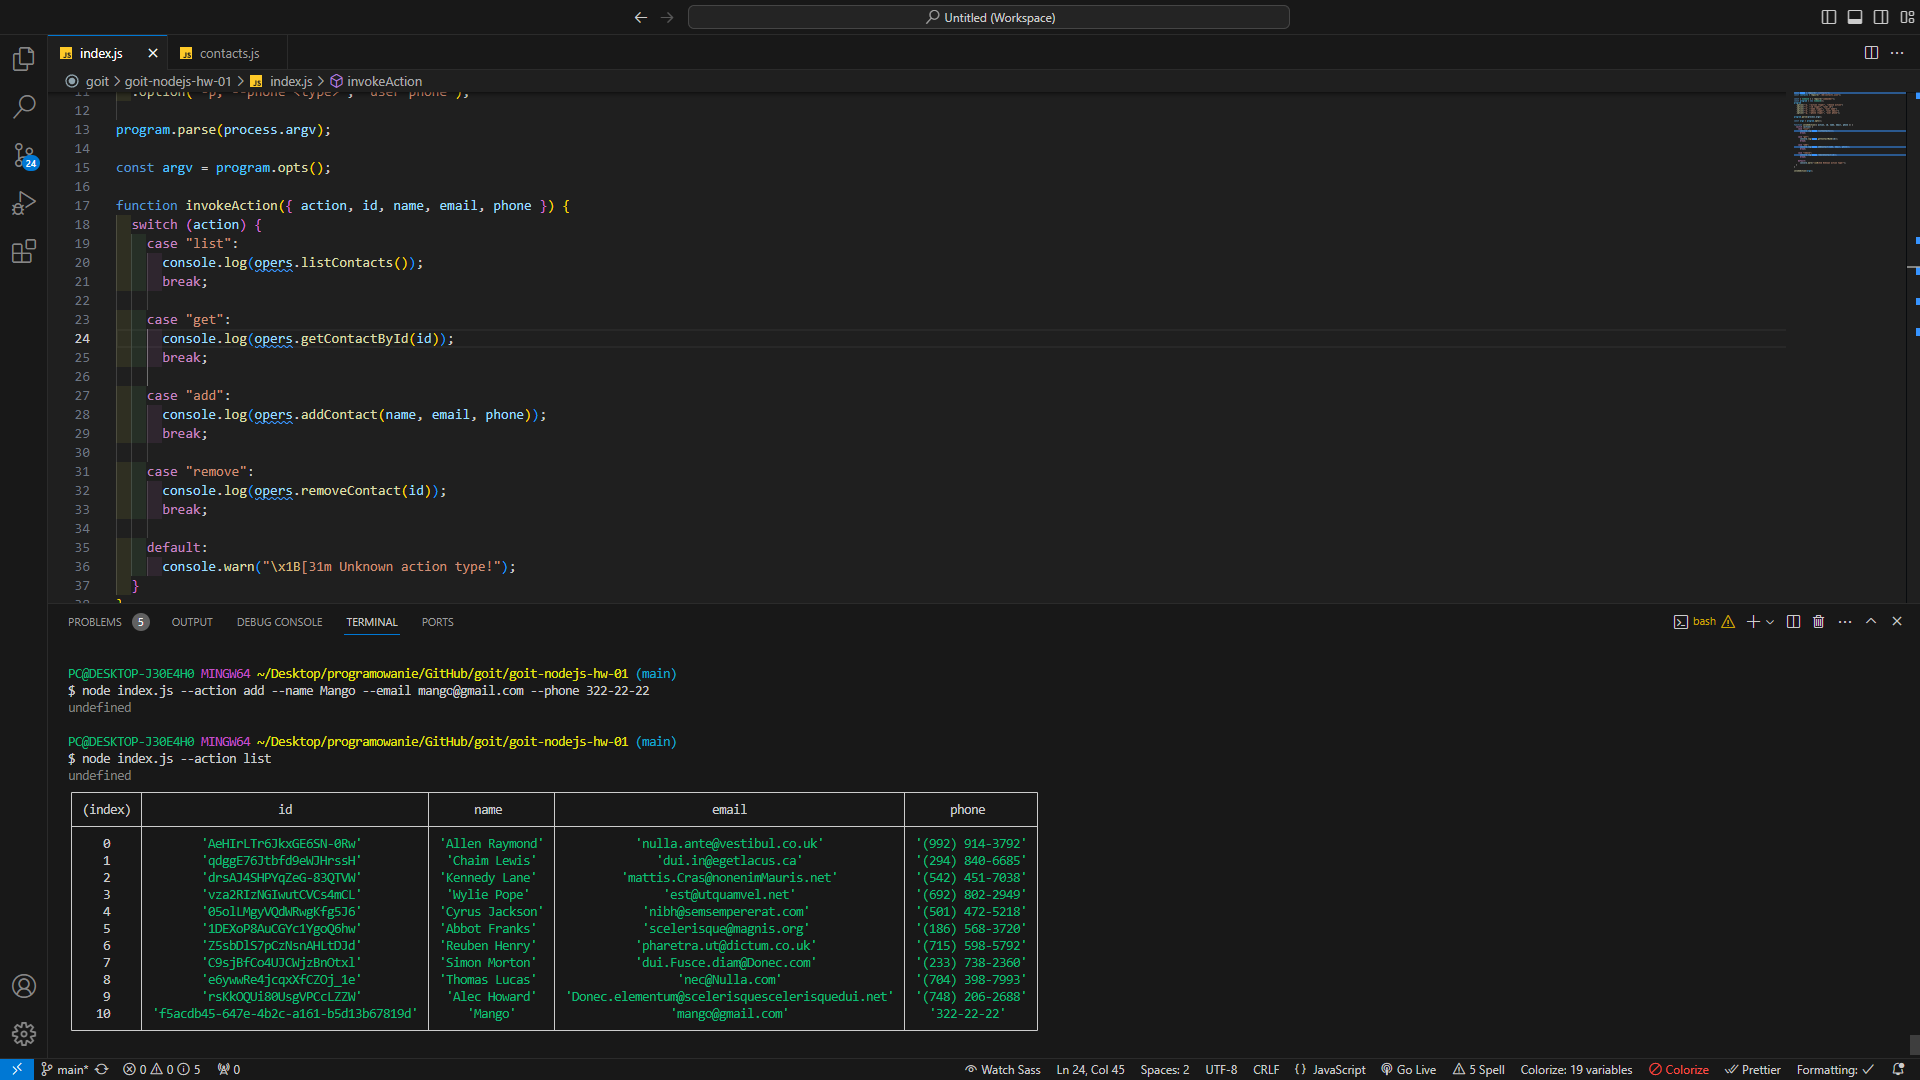 Untitled (Workspace)
index.js
contacts.js
goit > goit-nodejs-hw-01 > index.js > invokeAction
11 .option("-p, --phone <type>", "user phone");
12
13 program.parse(process.argv);
14
15 const argv = program.opts();
16
17 function invokeAction({ action, id, name, email, phone }) {
18 switch (action) {
19 case "list":
20 console.log(opers.listContacts());
21 break;
22
23 case "get":
24 console.log(opers.getContactById(id));
25 break;
26
27 case "add":
28 console.log(opers.addContact(name, email, phone));
29 break;
30
31 case "remove":
32 console.log(opers.removeContact(id));
33 break;
34
35 default:
36 console.warn("\x1B[31m Unknown action type!");
37 }
38 }
PROBLEMS 5 OUTPUT DEBUG CONSOLE TERMINAL PORTS
bash
PC@DESKTOP-J30E4H0 MINGW64 ~/Desktop/programowanie/GitHub/goit/goit-nodejs-hw-01 (main)
$ node index.js --action add --name Mango --email mango@gmail.com --phone 322-22-22
undefined
PC@DESKTOP-J30E4H0 MINGW64 ~/Desktop/programowanie/GitHub/goit/goit-nodejs-hw-01 (main)
$ node index.js --action list
undefined
(index) id name email phone
0 'AeHIrLTr6JkxGE6SN-0Rw' 'Allen Raymond' 'nulla.ante@vestibul.co.uk' '(992) 914-3792'
1 'qdggE76Jtbfd9eWJHrssH' 'Chaim Lewis' 'dui.in@egetlacus.ca' '(294) 840-6685'
2 'drsAJ4SHPYqZeG-83QTVW' 'Kennedy Lane' 'mattis.Cras@nonenimMauris.net' '(542) 451-7038'
3 'vza2RIzNGIwutCVCs4mCL' 'Wylie Pope' 'est@utquamvel.net' '(692) 802-2949'
4 '05olLMgyVQdWRwgKfg5J6' 'Cyrus Jackson' 'nibh@semsempererat.com' '(501) 472-5218'
5 '1DEXoP8AuCGYc1YgoQ6hw' 'Abbot Franks' 'scelerisque@magnis.org' '(186) 568-3720'
6 'Z5sbDlS7pCzNsnAHLtDJd' 'Reuben Henry' 'pharetra.ut@dictum.co.uk' '(715) 598-5792'
7 'C9sjBfCo4UJCWjzBnOtxl' 'Simon Morton' 'dui.Fusce.diam@Donec.com' '(233) 738-2360'
8 'e6ywwRe4jcqxXfCZOj_1e' 'Thomas Lucas' 'nec@Nulla.com' '(704) 398-7993'
9 'rsKkOQUi80UsgVPCcLZZW' 'Alec Howard' 'Donec.elementum@scelerisquescelerisquedui.net' '(748) 206-2688'
10 'f5acdb45-647e-4b2c-a161-b5d13b67819d' 'Mango' 'mango@gmail.com' '322-22-22'
24
main* 0 0 5 0 Watch Sass Ln 24, Col 45 Spaces: 2 UTF-8 CRLF {} JavaScript Go Live 5 Spell Colorize: 19 variables Colorize Prettier Formatting: